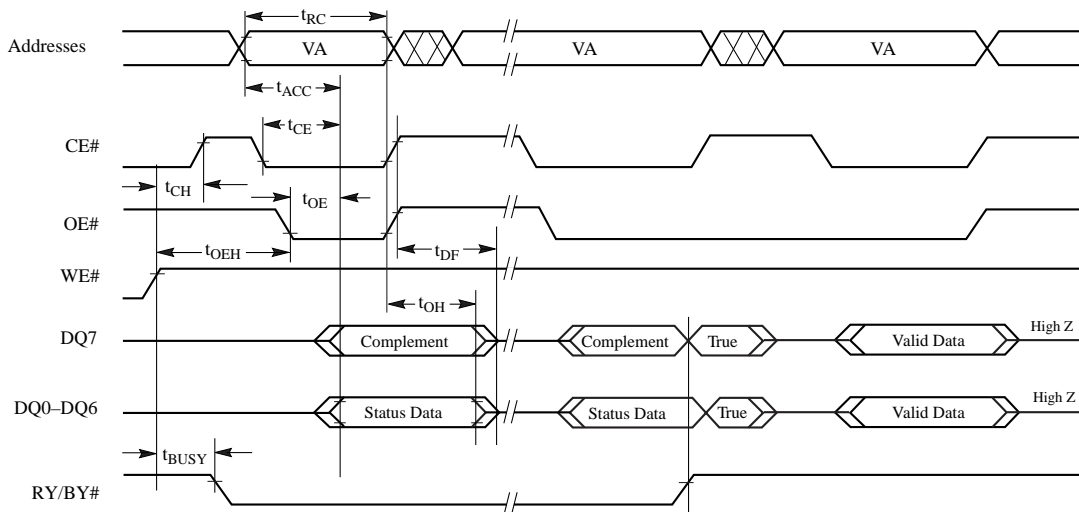 tRC
Addresses VA VA VA
tACC
tCE
CE#
tCH tOE
OE#
tOEH tDF
WE#
tOH
DQ7 Complement Complement True Valid Data High Z
DQ0–DQ6 Status Data Status Data True Valid Data High Z
tBUSY
RY/BY#